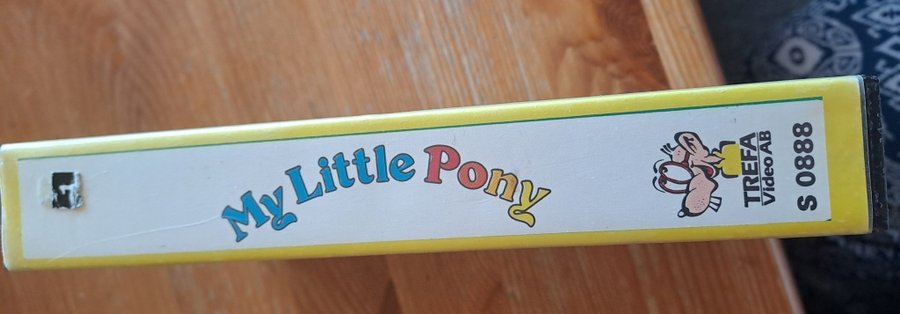 My Little Pony
TREFA
Video AB
S 0888